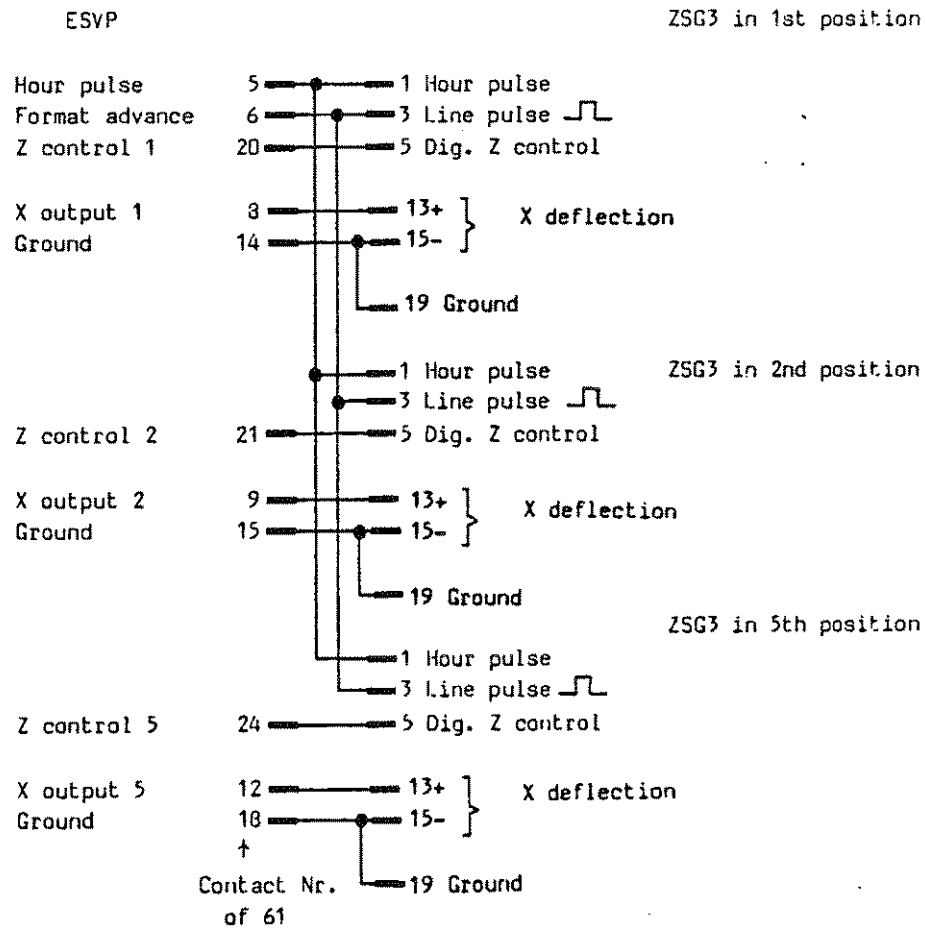 ESVP ZSG3 in 1st position
Hour pulse 5 1 Hour pulse
Format advance 6 3 Line pulse
Z control 1 20 5 Dig. Z control
X output 1 8 13+ X deflection
Ground 14 15-
19 Ground
1 Hour pulse ZSG3 in 2nd position
3 Line pulse
Z control 2 21 5 Dig. Z control
X output 2 9 13+ X deflection
Ground 15 15-
19 Ground
ZSG3 in 5th position
1 Hour pulse
3 Line pulse
Z control 5 24 5 Dig. Z control
X output 5 12 13+ X deflection
Ground 18 15-
↑
Contact Nr. 19 Ground
of 61